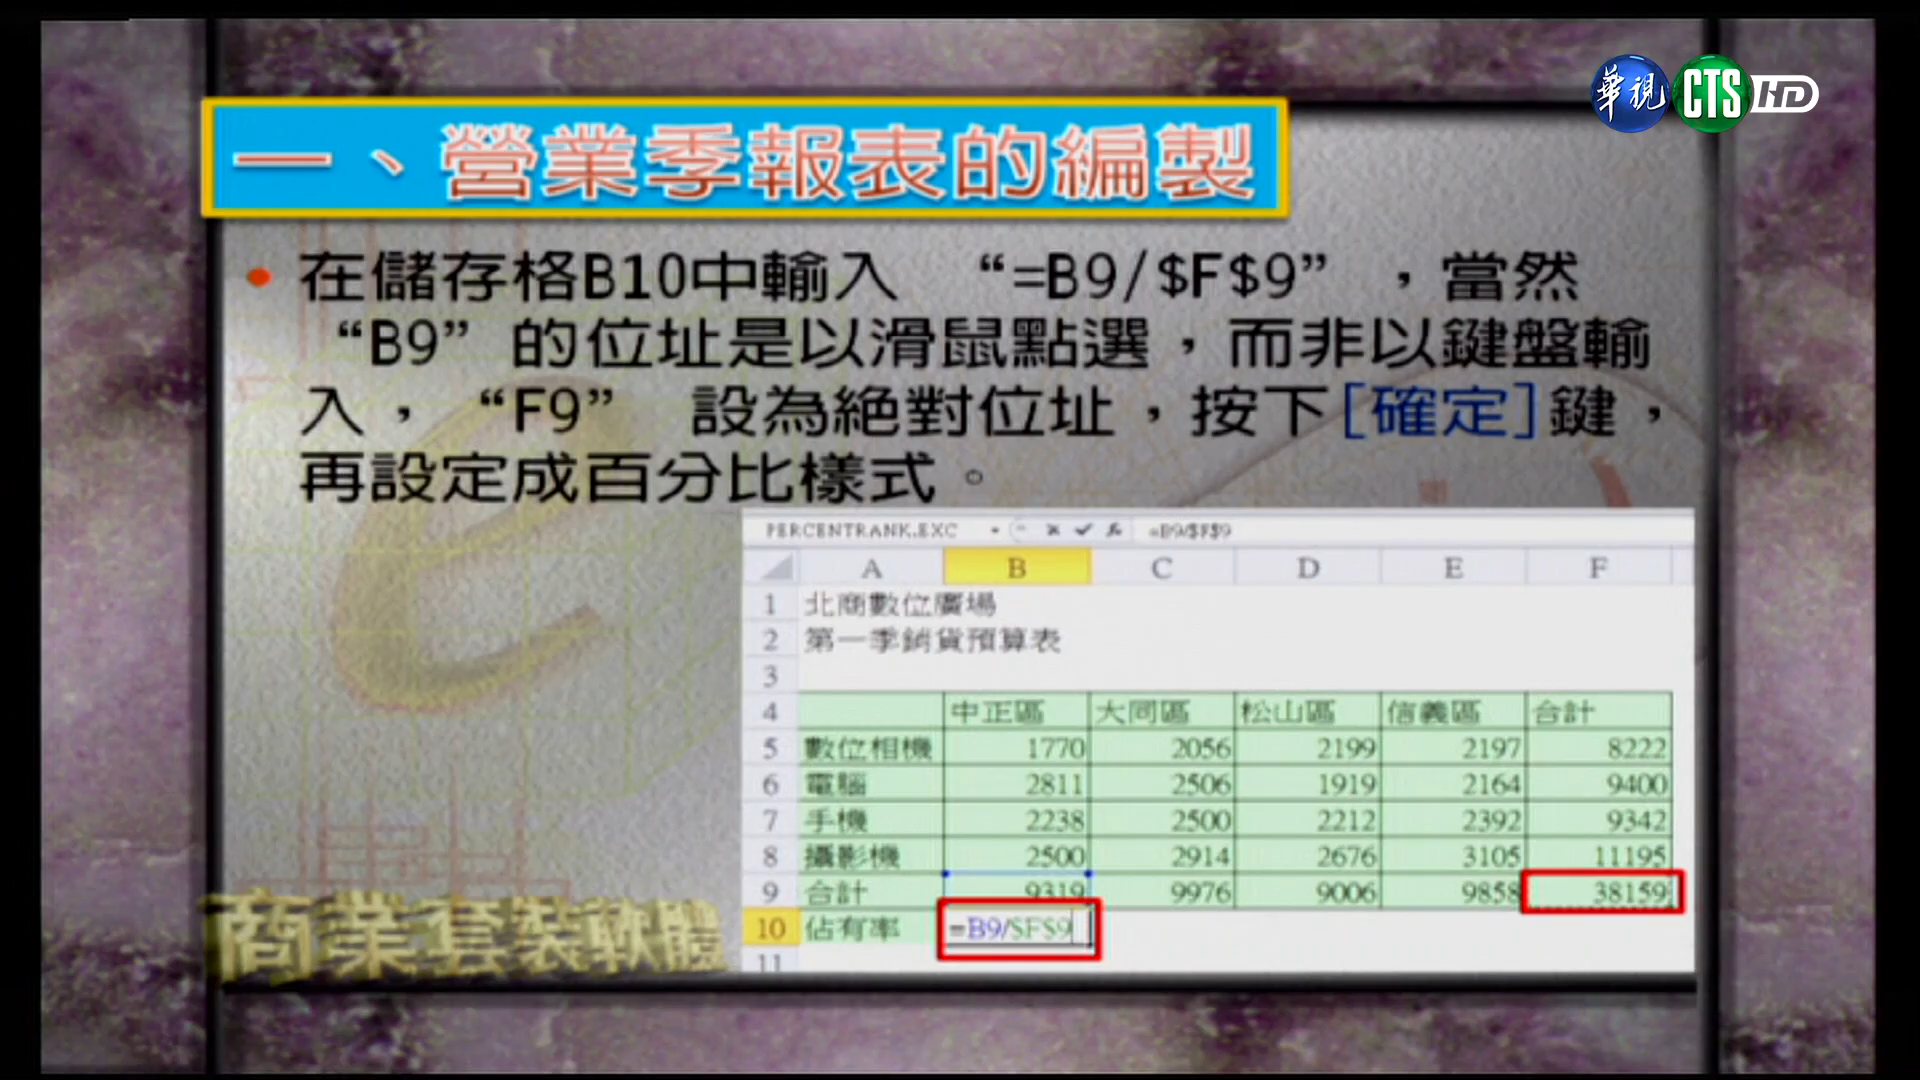 華視 CTS HD
一、營業季報表的編製
• 在儲存格B10中輸入 “=B9/$F$9” ，當然
“B9” 的位址是以滑鼠點選，而非以鍵盤輸
入， “F9” 設為絕對位址，按下[確定]鍵，
再設定成百分比樣式。
PERCENTRANK.EXC fx =B9/$F$9
A B C D E F
1 北商數位廣場
2 第一季銷貨預算表
3
4 中正區 大同區 松山區 信義區 合計
5 數位相機 1770 2056 2199 2197 8222
6 電腦 2811 2506 1919 2164 9400
7 手機 2238 2500 2212 2392 9342
8 攝影機 2500 2914 2676 3105 11195
9 合計 9319 9976 9006 9858 38159
10 佔有率 =B9/$F$9
11
商業套裝軟體